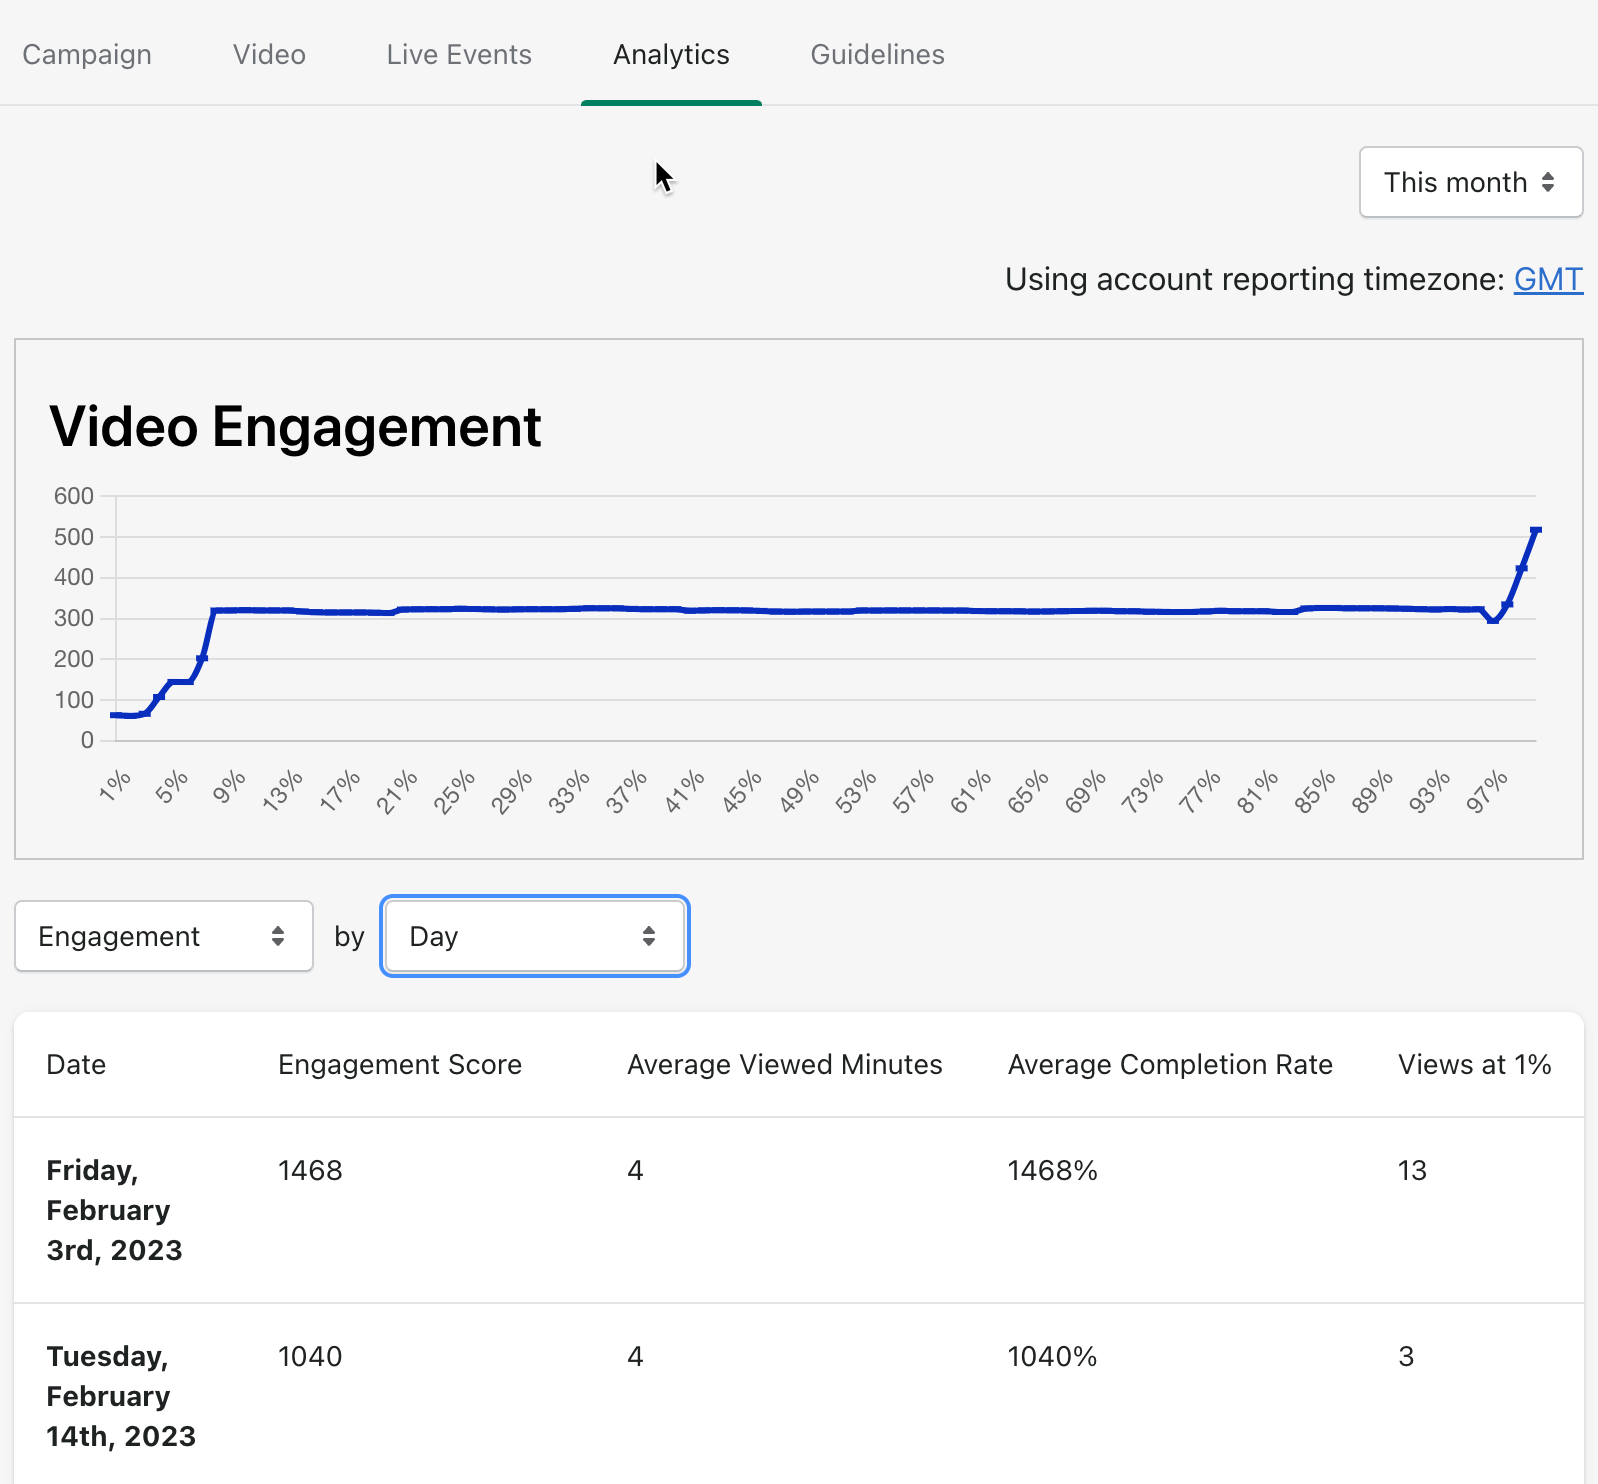 Campaign Video Live Events Analytics Guidelines
This month
Using account reporting timezone: GMT
Video Engagement
600
500
400
300
200
100
0
1% 5% 9% 13% 17% 21% 25% 29% 33% 37% 41% 45% 49% 53% 57% 61% 65% 69% 73% 77% 81% 85% 89% 93% 97%
Engagement by Day
Date Engagement Score Average Viewed Minutes Average Completion Rate Views at 1%
Friday, 1468 4 1468% 13
February
3rd, 2023
Tuesday, 1040 4 1040% 3
February
14th, 2023